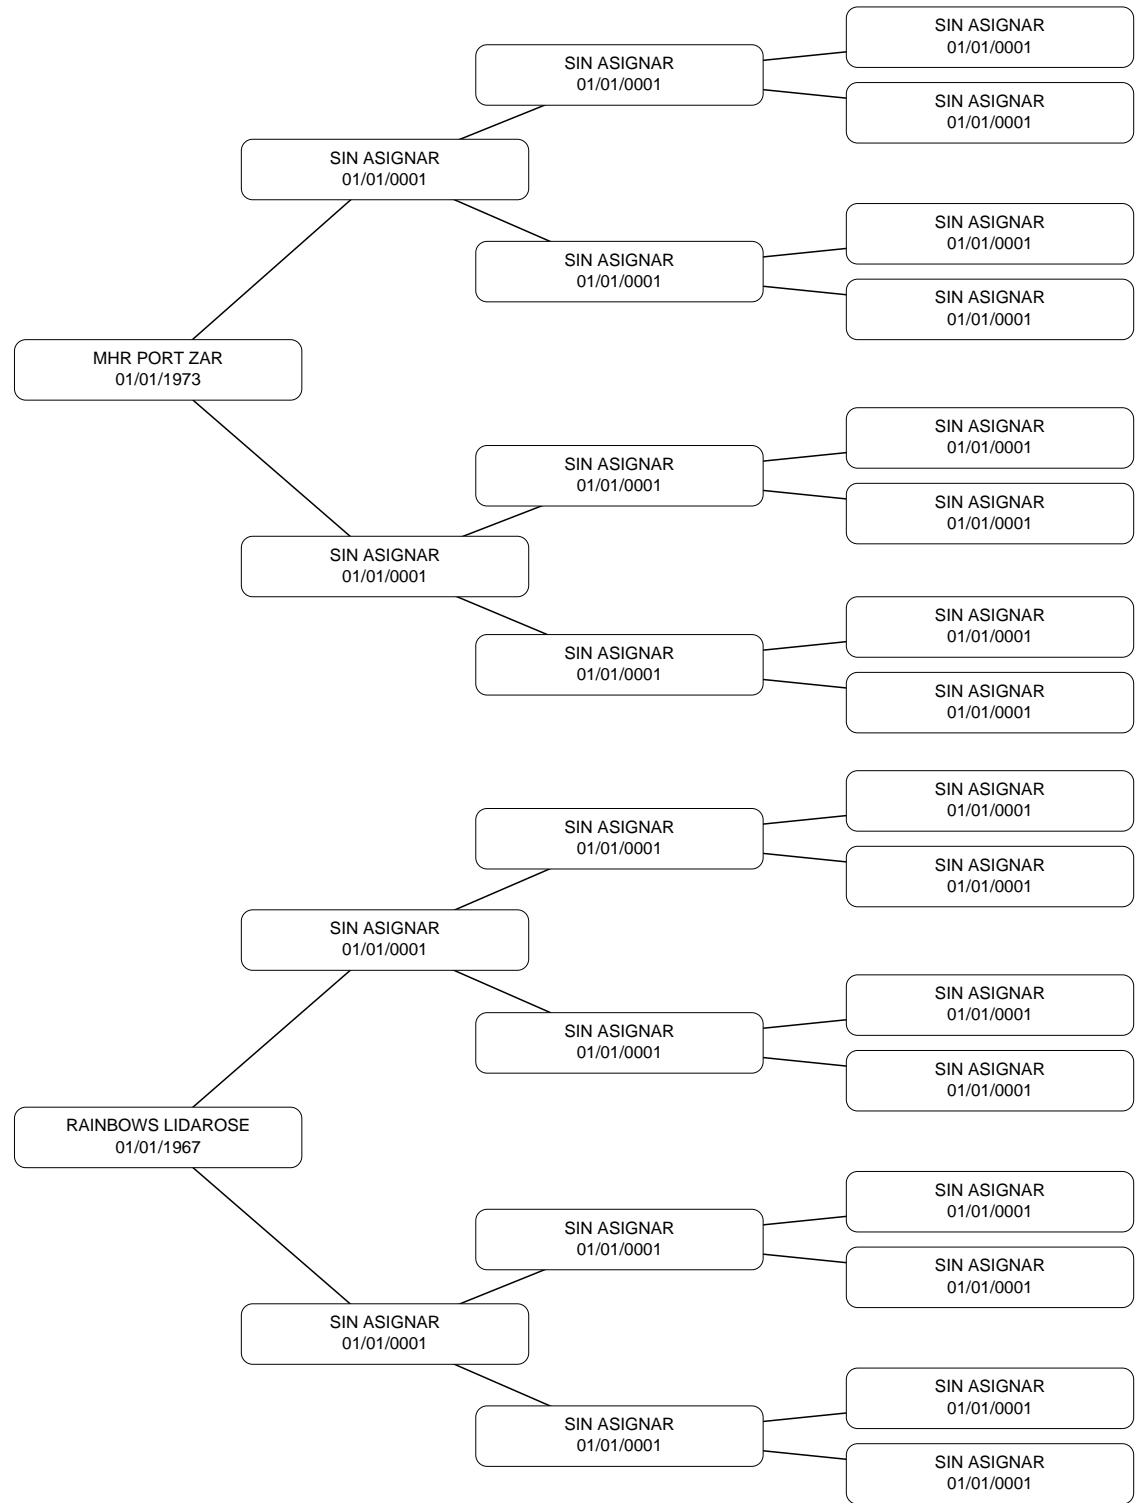 SIN ASIGNAR
01/01/0001
SIN ASIGNAR
01/01/0001
SIN ASIGNAR
01/01/0001
SIN ASIGNAR
01/01/0001
SIN ASIGNAR
01/01/0001
SIN ASIGNAR
01/01/0001
SIN ASIGNAR
01/01/0001
MHR PORT ZAR
01/01/1973
SIN ASIGNAR
01/01/0001
SIN ASIGNAR
01/01/0001
SIN ASIGNAR
01/01/0001
SIN ASIGNAR
01/01/0001
SIN ASIGNAR
01/01/0001
SIN ASIGNAR
01/01/0001
SIN ASIGNAR
01/01/0001
SIN ASIGNAR
01/01/0001
SIN ASIGNAR
01/01/0001
SIN ASIGNAR
01/01/0001
SIN ASIGNAR
01/01/0001
SIN ASIGNAR
01/01/0001
SIN ASIGNAR
01/01/0001
SIN ASIGNAR
01/01/0001
RAINBOWS LIDAROSE
01/01/1967
SIN ASIGNAR
01/01/0001
SIN ASIGNAR
01/01/0001
SIN ASIGNAR
01/01/0001
SIN ASIGNAR
01/01/0001
SIN ASIGNAR
01/01/0001
SIN ASIGNAR
01/01/0001
SIN ASIGNAR
01/01/0001